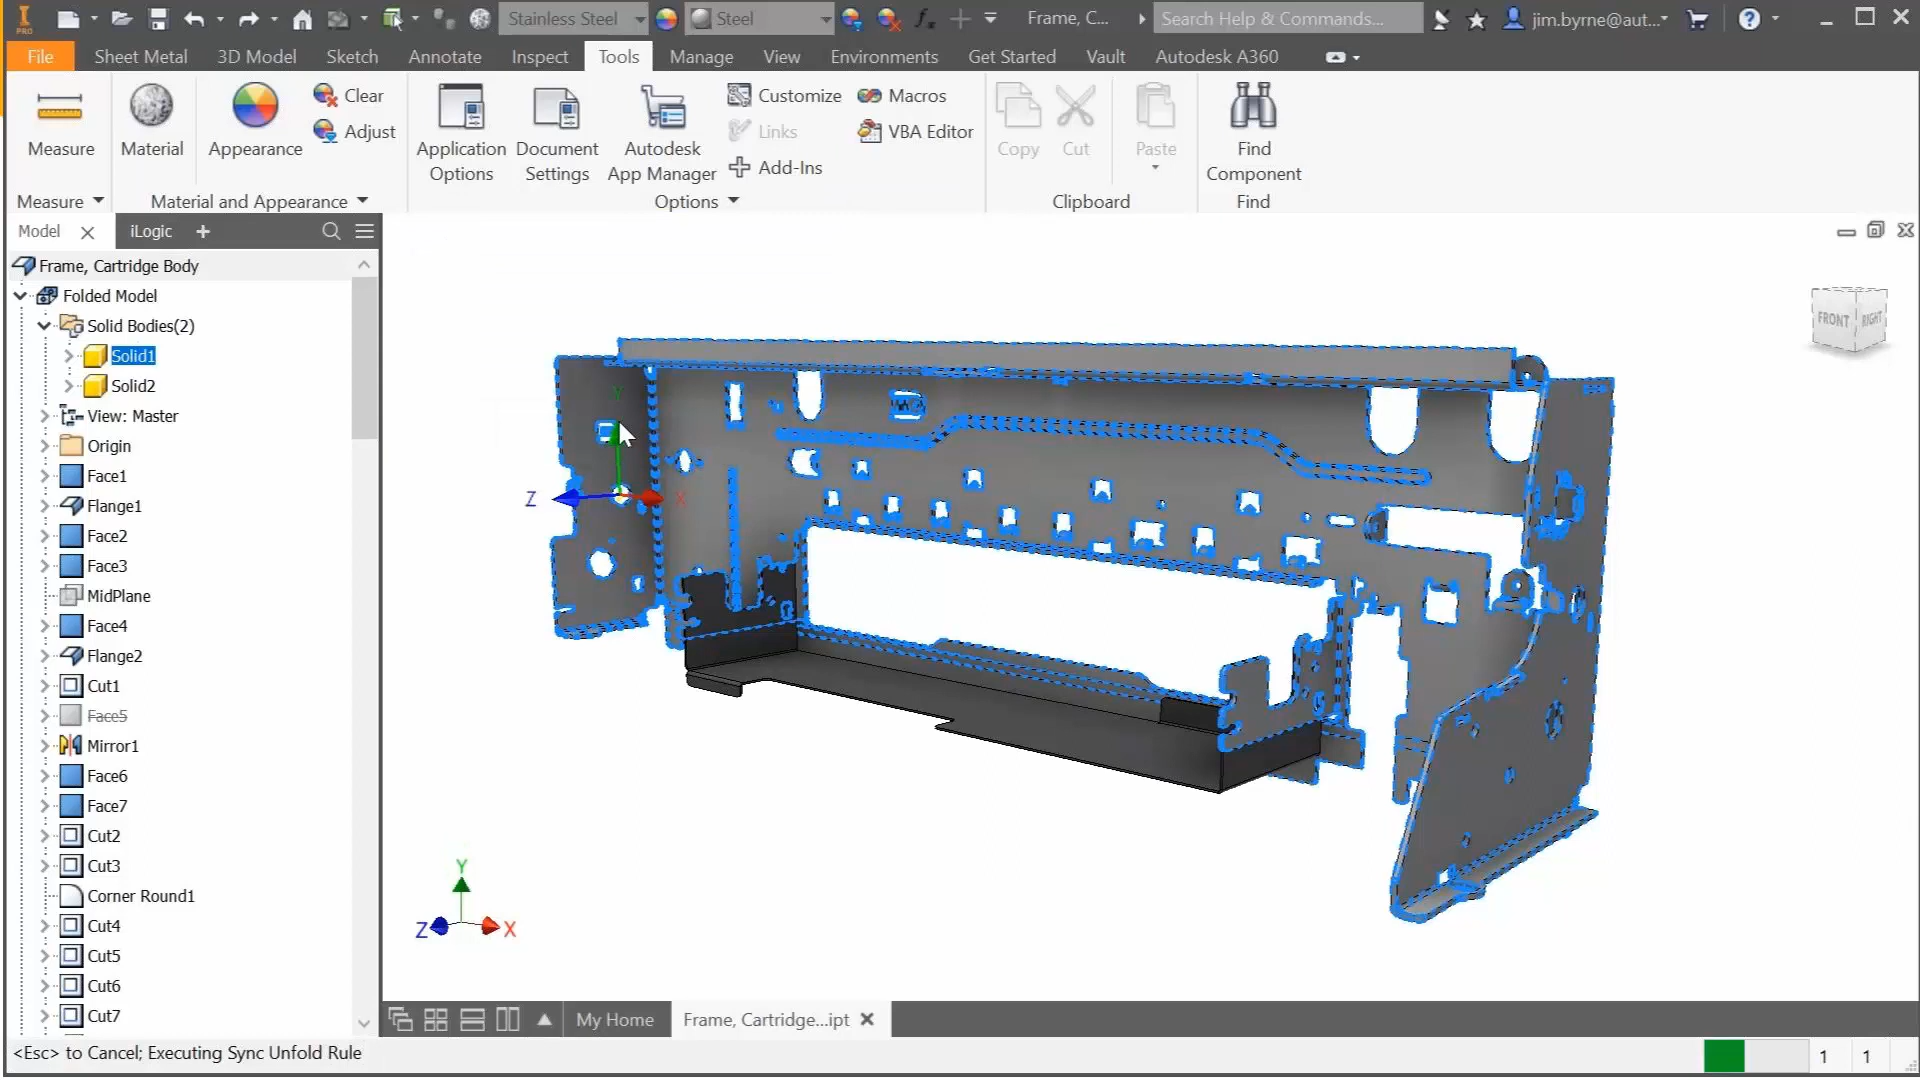 PRO
Stainless Steel
Steel
Frame, C...
Search Help & Commands...
jim.byrne@aut...
File
Sheet Metal
3D Model
Sketch
Annotate
Inspect
Tools
Manage
View
Environments
Get Started
Vault
Autodesk A360
Measure
Material
Appearance
Clear
Adjust
Application
Options
Document
Settings
Autodesk
App Manager
Customize
Links
Add-Ins
Macros
VBA Editor
Copy
Cut
Paste
Find
Component
Measure
Material and Appearance
Options
Clipboard
Find
Model
iLogic
Frame, Cartridge Body
Folded Model
Solid Bodies(2)
Solid1
Solid2
View: Master
Origin
Face1
Flange1
Face2
Face3
MidPlane
Face4
Flange2
Cut1
Face5
Mirror1
Face6
Face7
Cut2
Cut3
Corner Round1
Cut4
Cut5
Cut6
Cut7
FRONT
RIGHT
Y
Z
X
Y
Z
X
My Home
Frame, Cartridge...ipt
<Esc> to Cancel; Executing Sync Unfold Rule
1
1